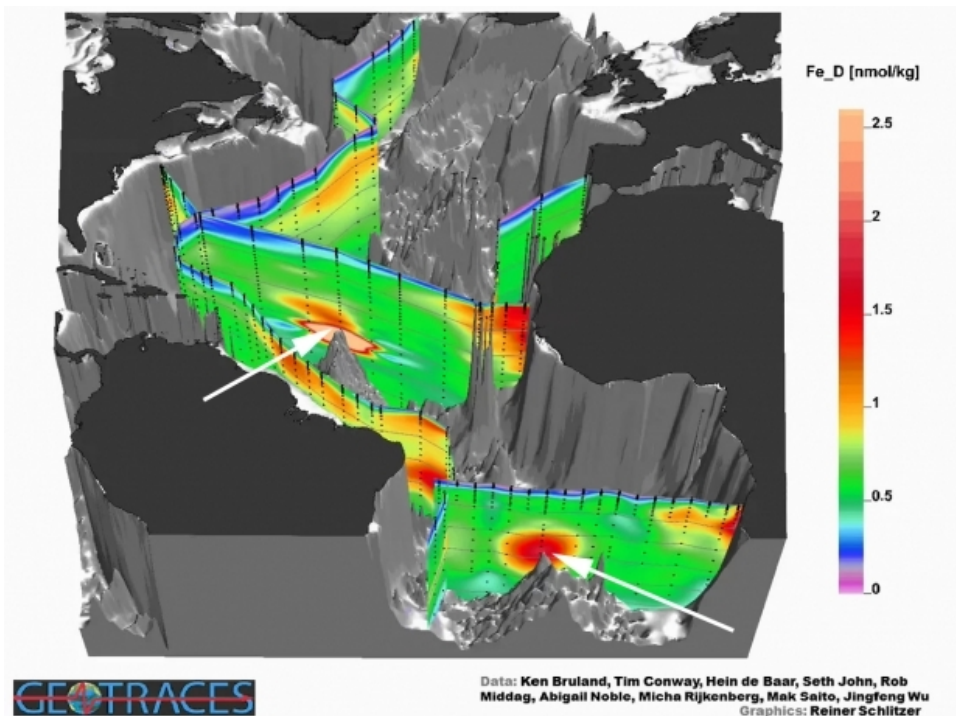 Fe_D [nmol/kg]
2.5
2
1.5
1
0.5
0
GEOTRACES
Data: Ken Bruland, Tim Conway, Hein de Baar, Seth John, Rob
Middag, Abigail Noble, Micha Rijkenberg, Mak Saito, Jingfeng Wu
Graphics: Reiner Schlitzer